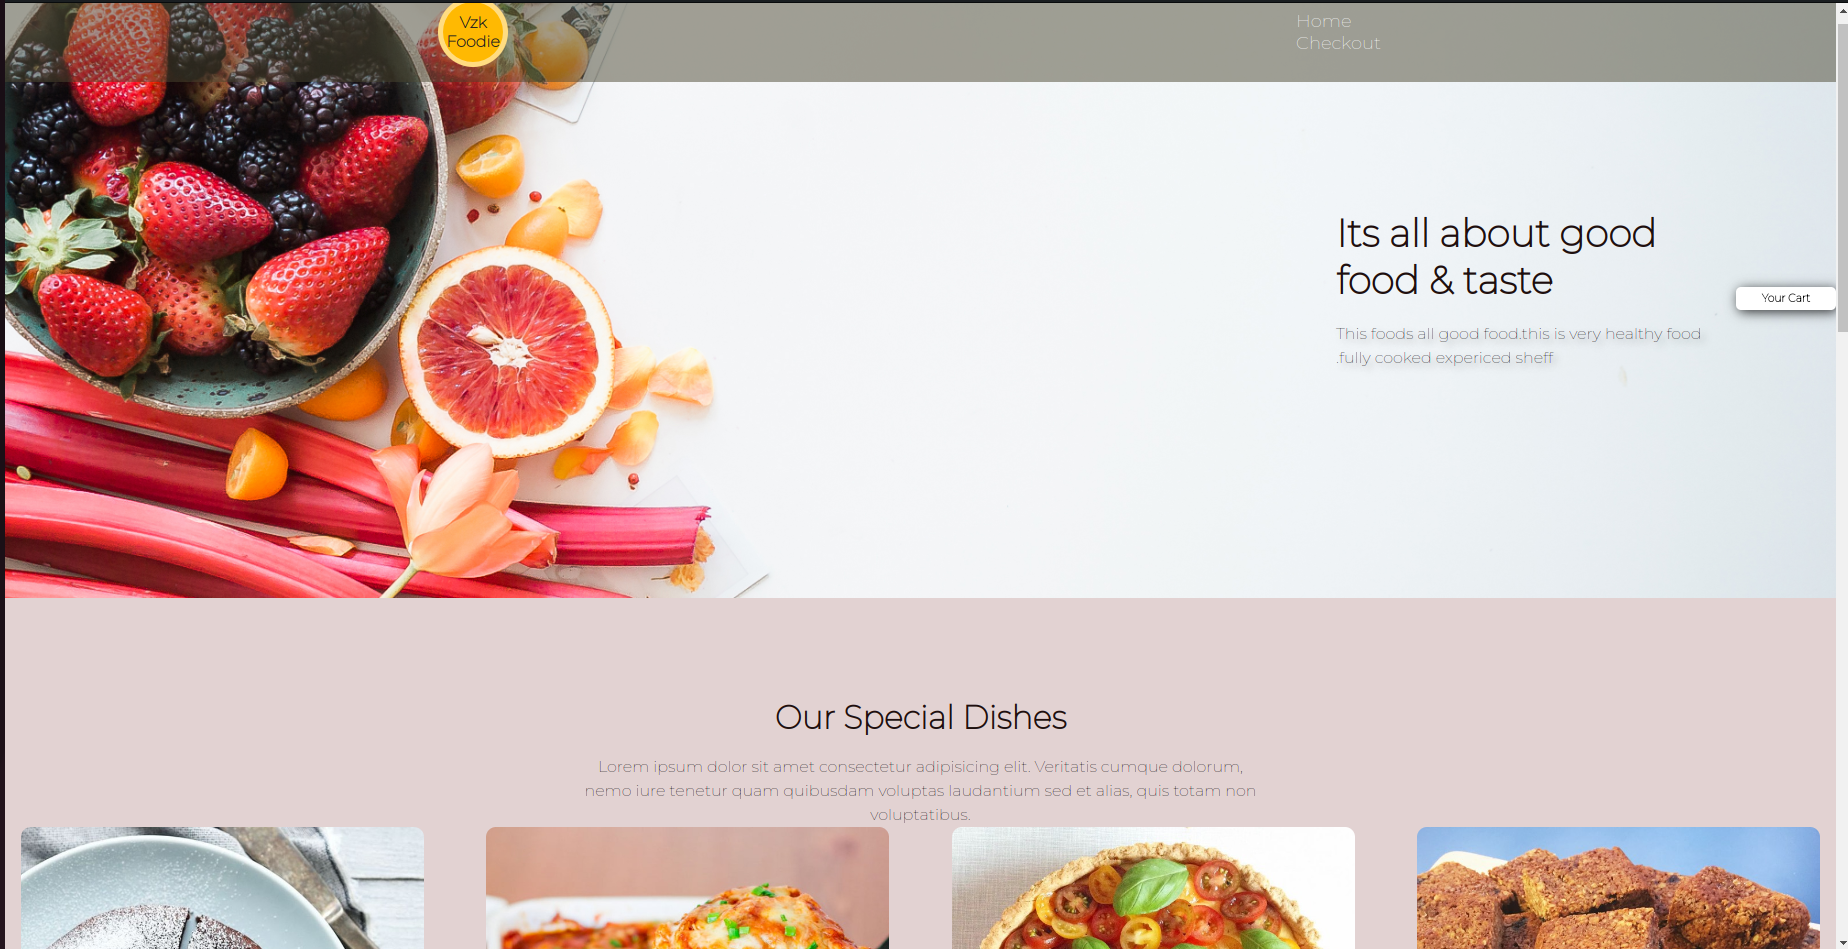 Vzk
Foodie
Home
Checkout
Its all about good
food & taste
Your Cart
This foods all good food.this is very healthy food
.fully cooked expericed sheff
Our Special Dishes
Lorem ipsum dolor sit amet consectetur adipisicing elit. Veritatis cumque dolorum,
nemo iure tenetur quam quibusdam voluptas laudantium sed et alias, quis totam non
voluptatibus.